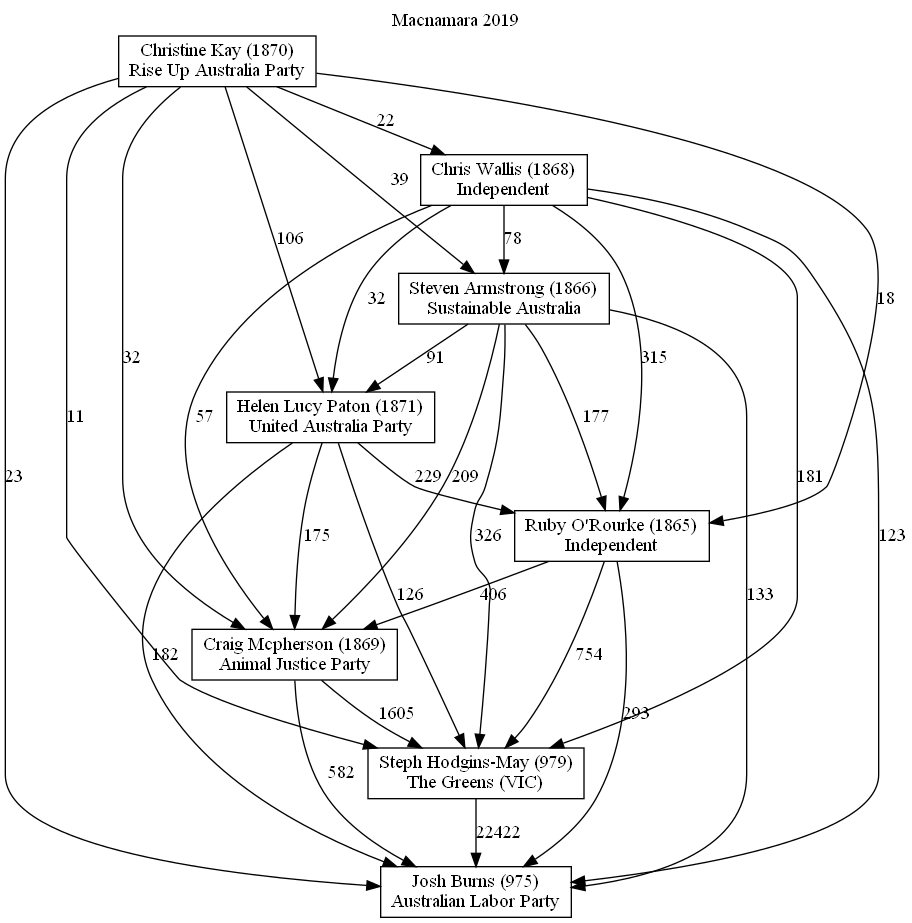 Macnamara 2019
Christine Kay (1870)
Rise Up Australia Party
22
Chris Wallis (1868)
Independent
39
106
78
Steven Armstrong (1866)
Sustainable Australia
32
18
32
91
315
Helen Lucy Paton (1871)
United Australia Party
11
57
177
23
229
209
181
Ruby O'Rourke (1865)
Independent
175
326
123
126
406
133
Craig Mcpherson (1869)
Animal Justice Party
182
754
1605
293
Steph Hodgins-May (979)
The Greens (VIC)
582
22422
Josh Burns (975)
Australian Labor Party